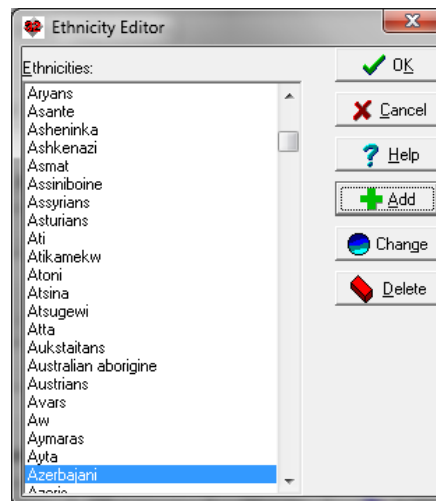 Ethnicity Editor
Ethnicities:
Aryans
Asante
Asheninka
Ashkenazi
Asmat
Assiniboine
Assyrians
Asturians
Ati
Atikamekw
Atoni
Atsina
Atsugewi
Atta
Aukstaitans
Australian aborigine
Austrians
Avars
Aw
Aymaras
Ayta
Azerbajani
Azeris
OK
Cancel
Help
Add
Change
Delete